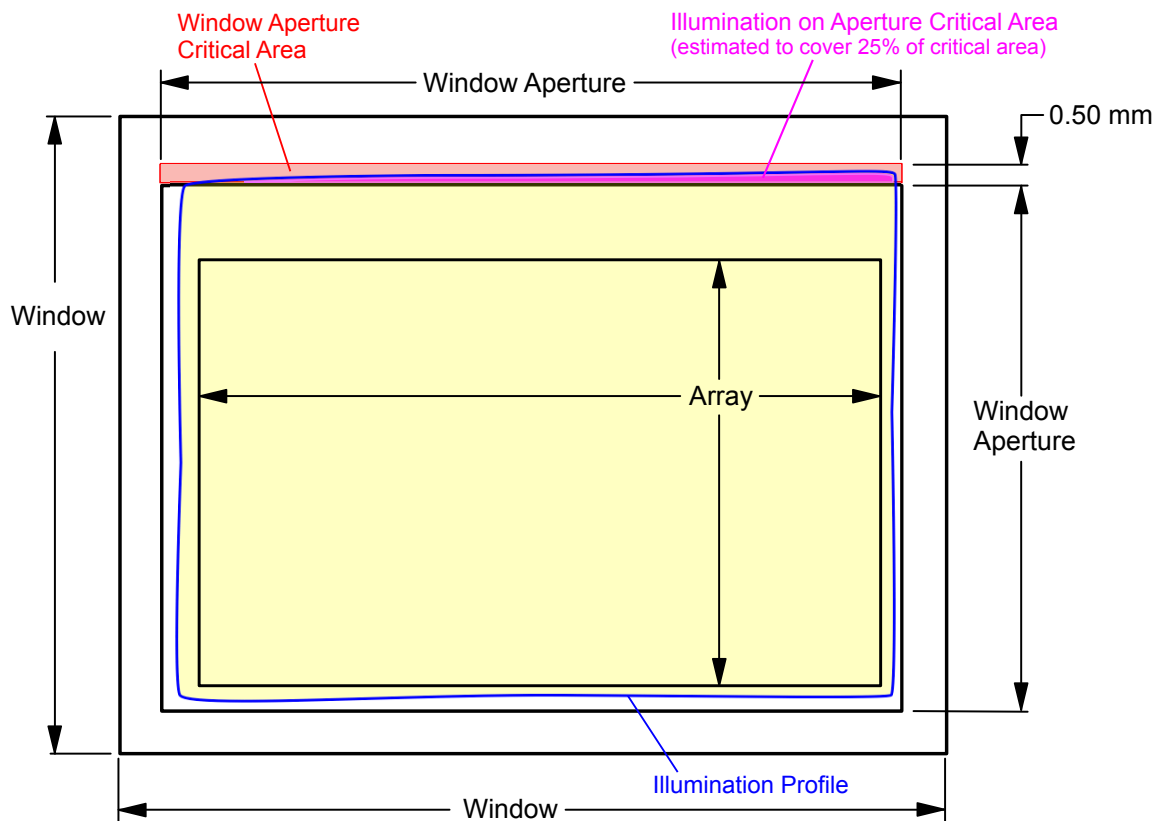 Window Aperture
Critical Area
Illumination on Aperture Critical Area
(estimated to cover 25% of critical area)
Window Aperture
0.50 mm
Window
Array
Window
Aperture
Illumination Profile
Window